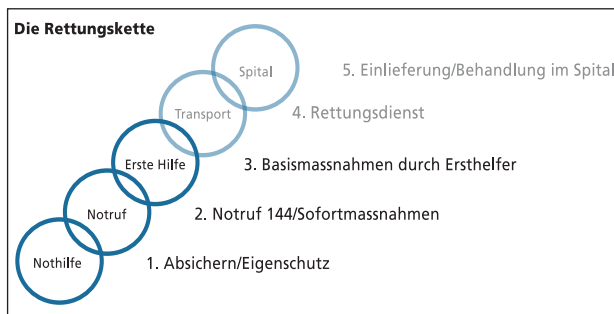 Die Rettungskette
Spital
5. Einlieferung/Behandlung im Spital
Transport
4. Rettungsdienst
Erste Hilfe
3. Basismassnahmen durch Ersthelfer
Notruf
2. Notruf 144/Sofortmassnahmen
Nothilfe
1. Absichern/Eigenschutz